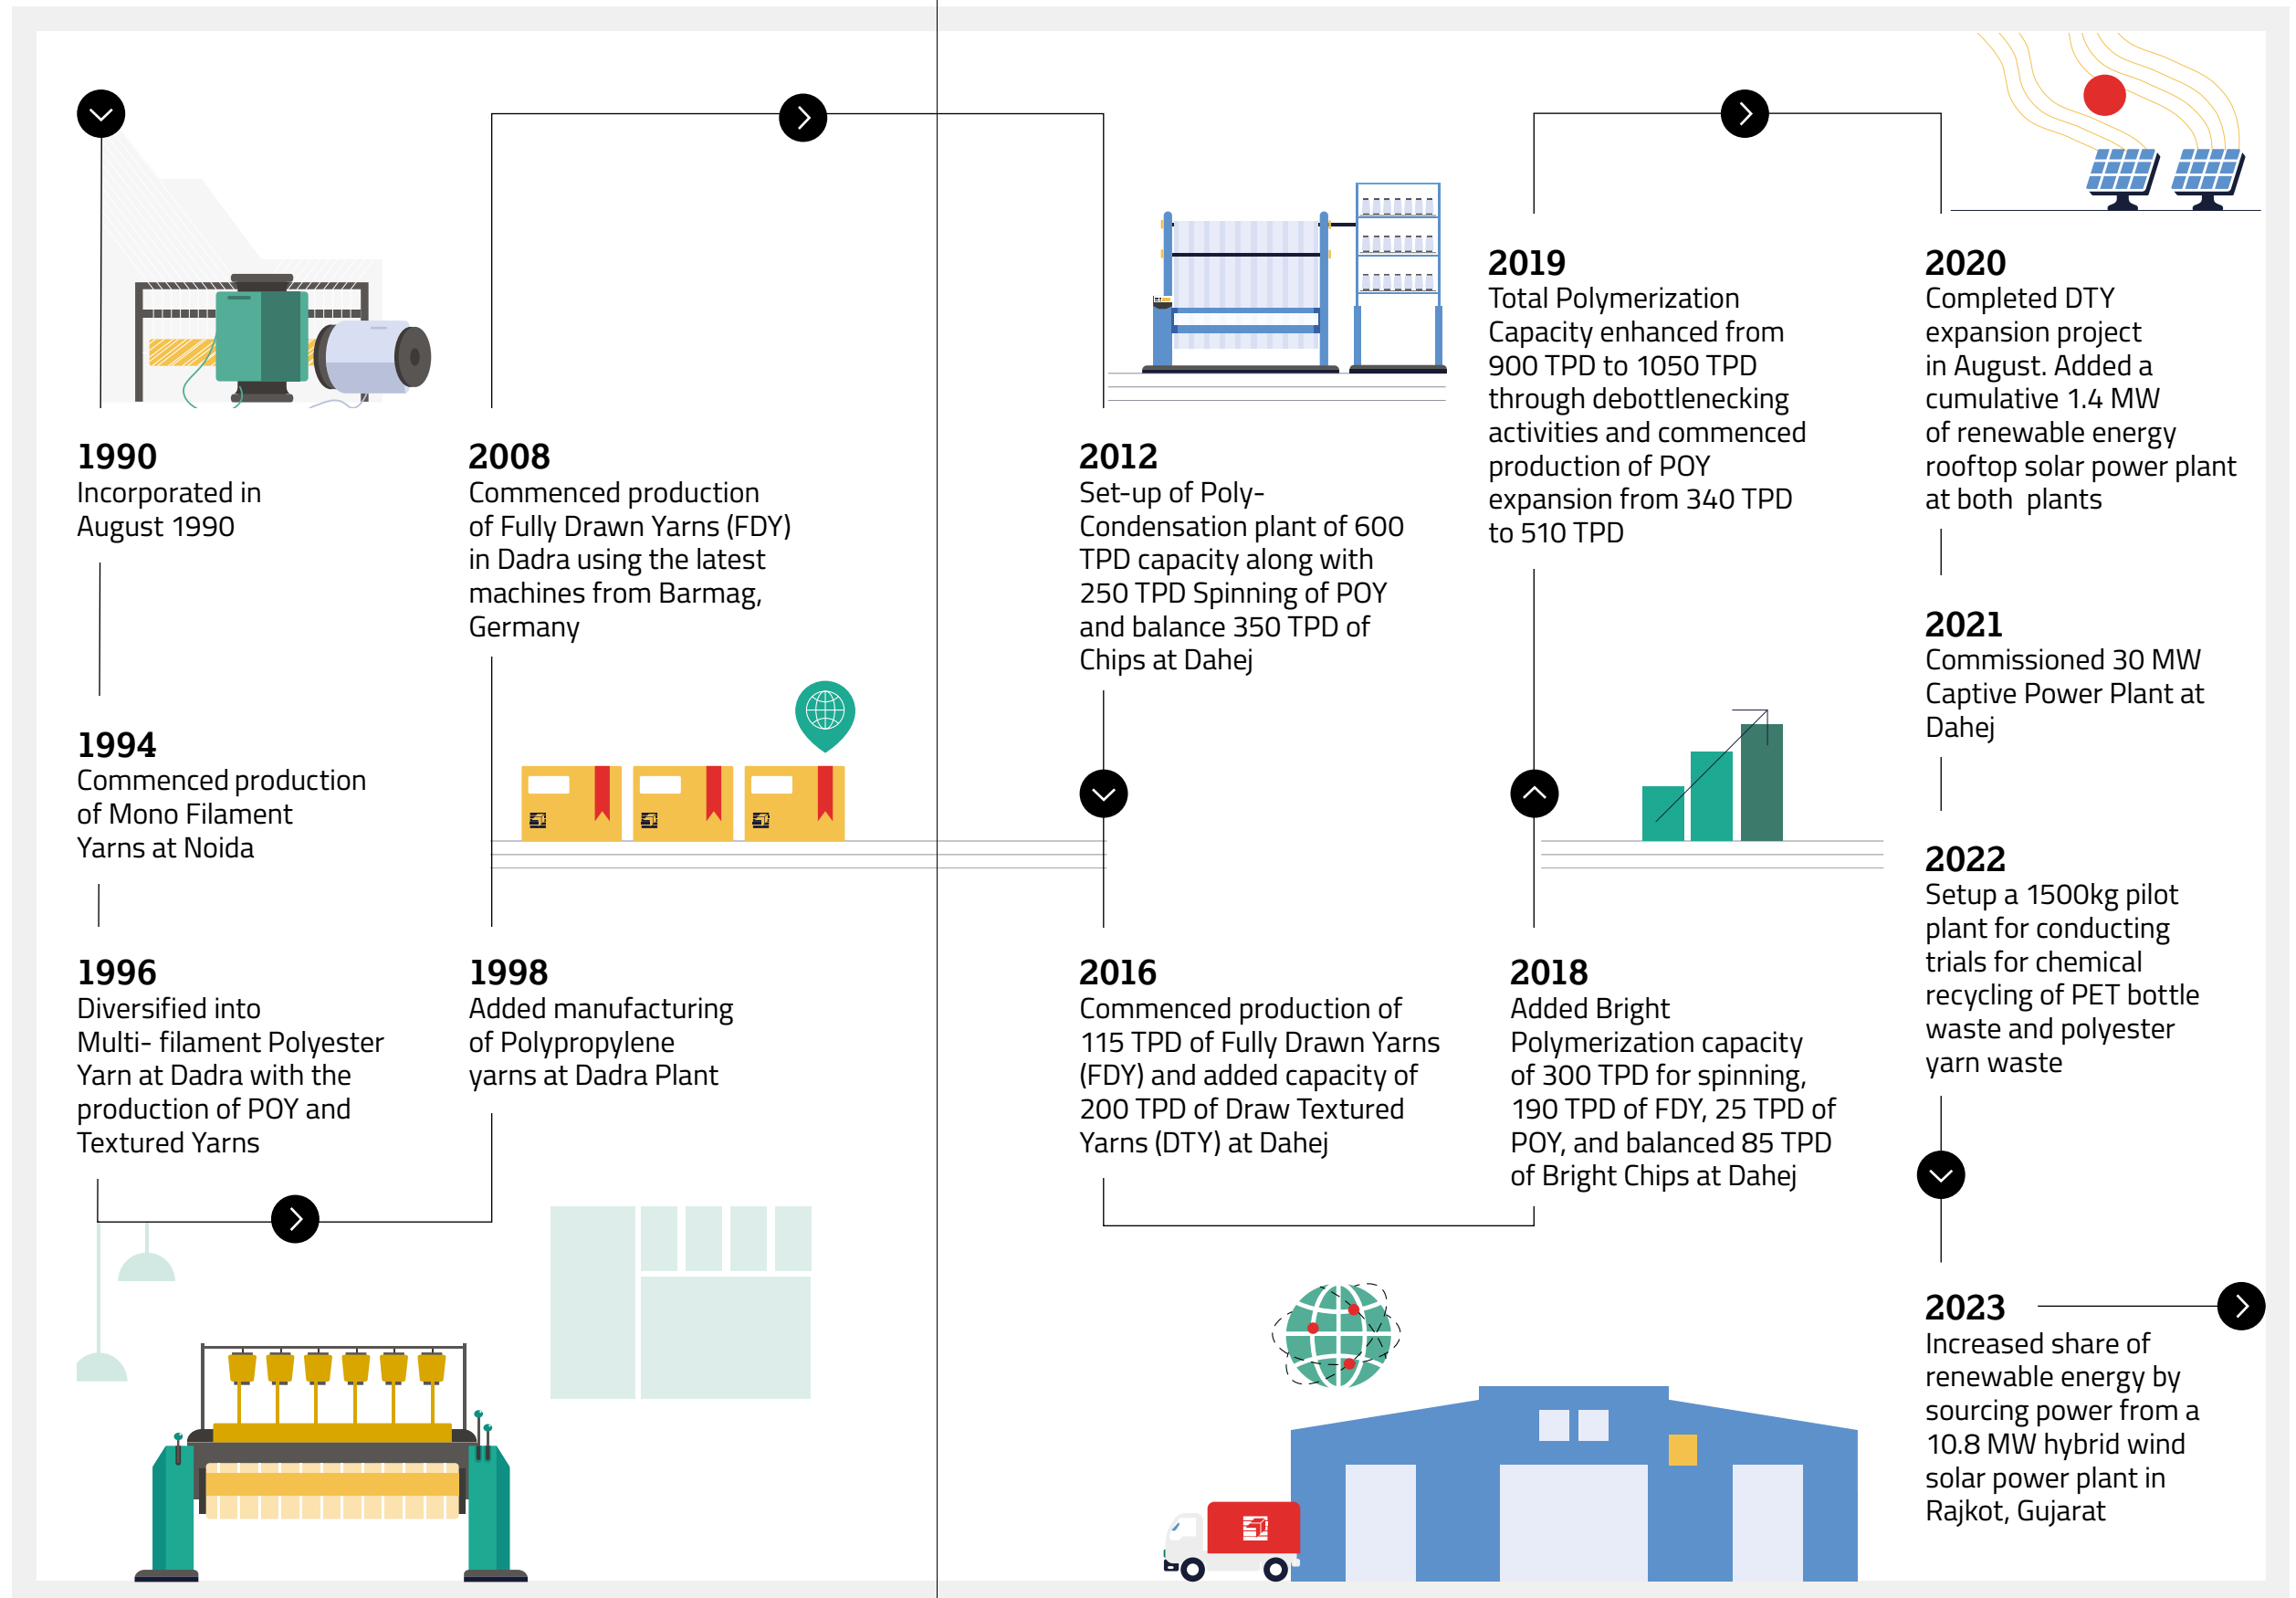 1990
Incorporated in
August 1990
1994
Commenced production
of Mono Filament
Yarns at Noida
1996
Diversified into
Multi- filament Polyester
Yarn at Dadra with the
production of POY and
Textured Yarns
1998
Added manufacturing
of Polypropylene
yarns at Dadra Plant
2008
Commenced production
of Fully Drawn Yarns (FDY)
in Dadra using the latest
machines from Barmag,
Germany
2012
Set-up of Poly-
Condensation plant of 600
TPD capacity along with
250 TPD Spinning of POY
and balance 350 TPD of
Chips at Dahej
2016
Commenced production of
115 TPD of Fully Drawn Yarns
(FDY) and added capacity of
200 TPD of Draw Textured
Yarns (DTY) at Dahej
2018
Added Bright
Polymerization capacity
of 300 TPD for spinning,
190 TPD of FDY, 25 TPD of
POY, and balanced 85 TPD
of Bright Chips at Dahej
2019
Total Polymerization
Capacity enhanced from
900 TPD to 1050 TPD
through debottlenecking
activities and commenced
production of POY
expansion from 340 TPD
to 510 TPD
2020
Completed DTY
expansion project
in August. Added a
cumulative 1.4 MW
of renewable energy
rooftop solar power plant
at both plants
2021
Commissioned 30 MW
Captive Power Plant at
Dahej
2022
Setup a 1500kg pilot
plant for conducting
trials for chemical
recycling of PET bottle
waste and polyester
yarn waste
2023
Increased share of
renewable energy by
sourcing power from a
10.8 MW hybrid wind
solar power plant in
Rajkot, Gujarat